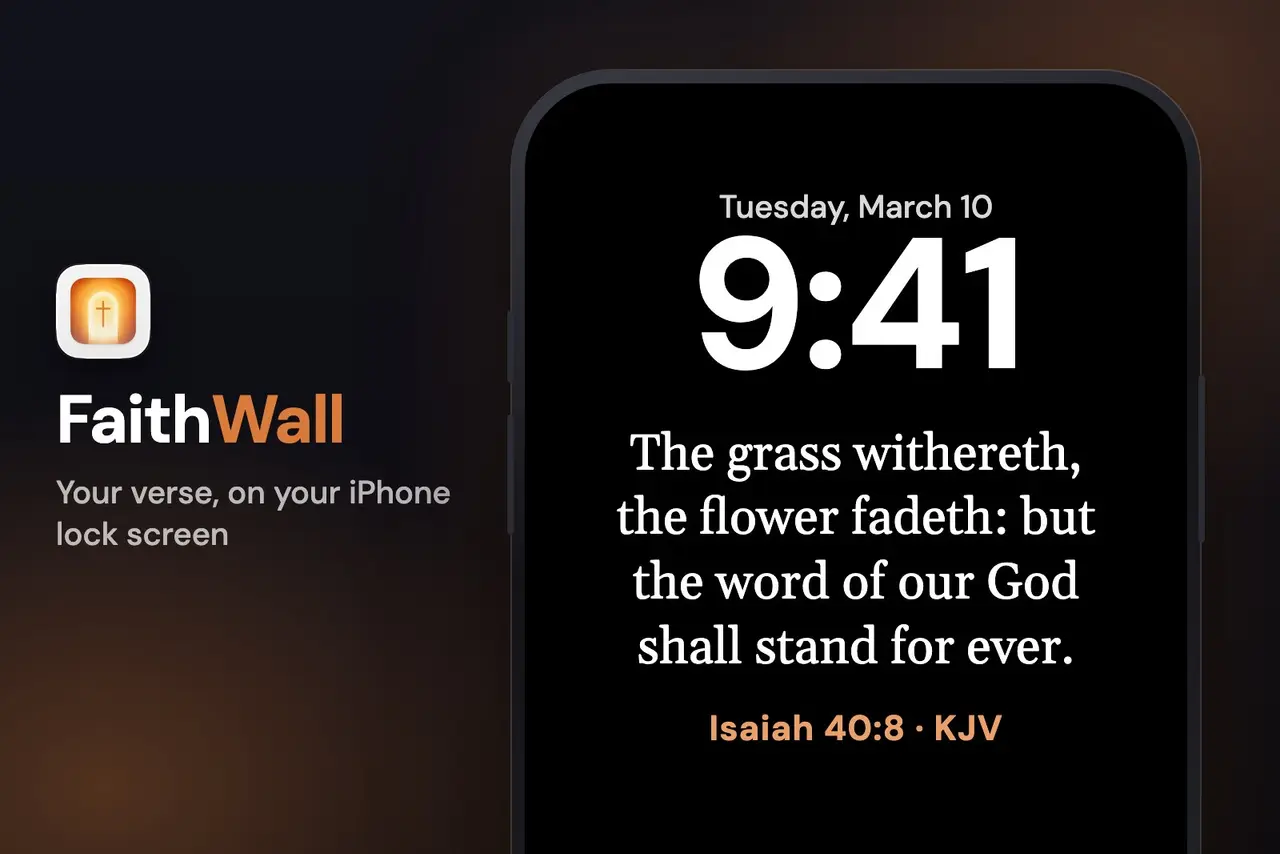 FaithWall
Your verse, on your iPhone
lock screen
Tuesday, March 10
9:41
The grass withereth,
the flower fadeth: but
the word of our God
shall stand for ever.
Isaiah 40:8 · KJV